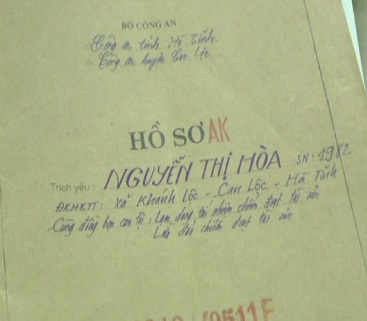 BỘ CÔNG AN
Công an tỉnh Hà Tĩnh
Công an huyện Can Lộc
HỒ SƠ AK
Trích yếu: NGUYỄN THỊ HÒA SN: 1982
ĐKHKTT: Xã Khánh Lộc - Can Lộc - Hà Tĩnh
Cùng đồng bọn can tội: Lạm dụng tín nhiệm chiếm đoạt tài sản
Lừa đảo chiếm đoạt tài sản
0511F